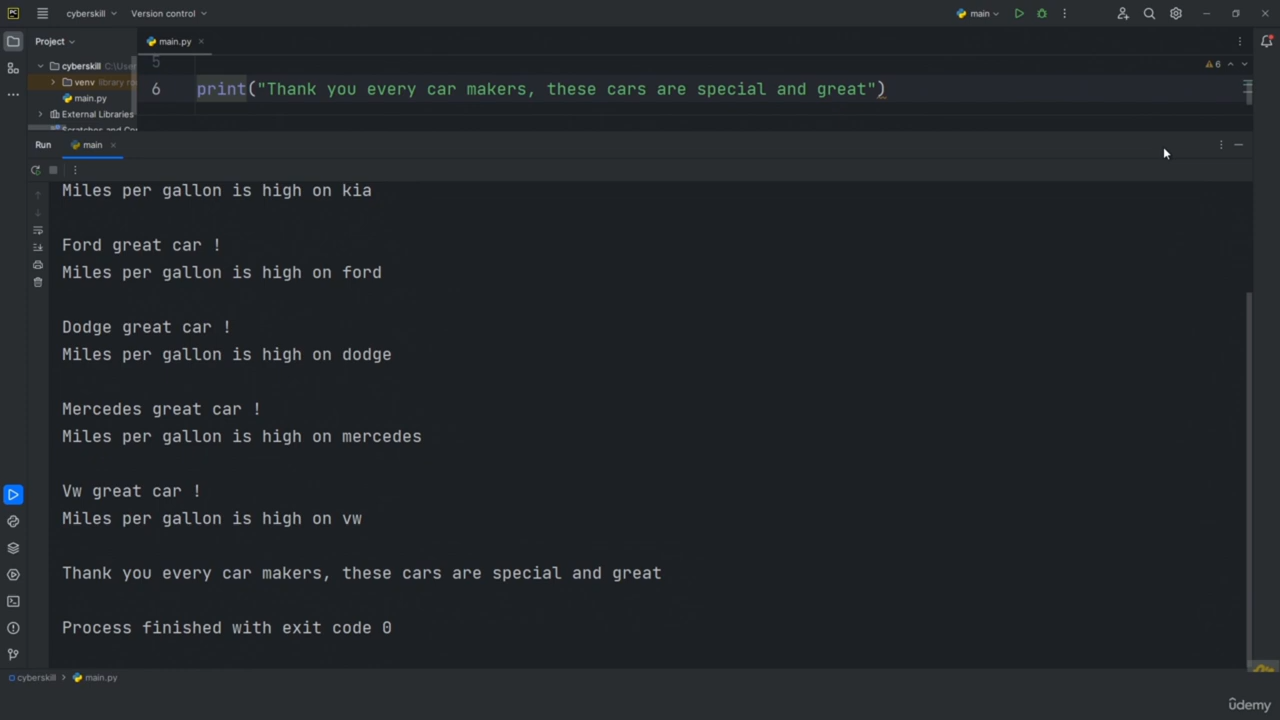 PC cyberskill Version control main
Project main.py
5
cyberskill C:\User
venv library ro
6 print("Thank you every car makers, these cars are special and great") 6
main.py
External Libraries
Run main
Miles per gallon is high on kia
Ford great car !
Miles per gallon is high on ford
Dodge great car !
Miles per gallon is high on dodge
Mercedes great car !
Miles per gallon is high on mercedes
Vw great car !
Miles per gallon is high on vw
Thank you every car makers, these cars are special and great
Process finished with exit code 0
cyberskill > main.py
ûdemy